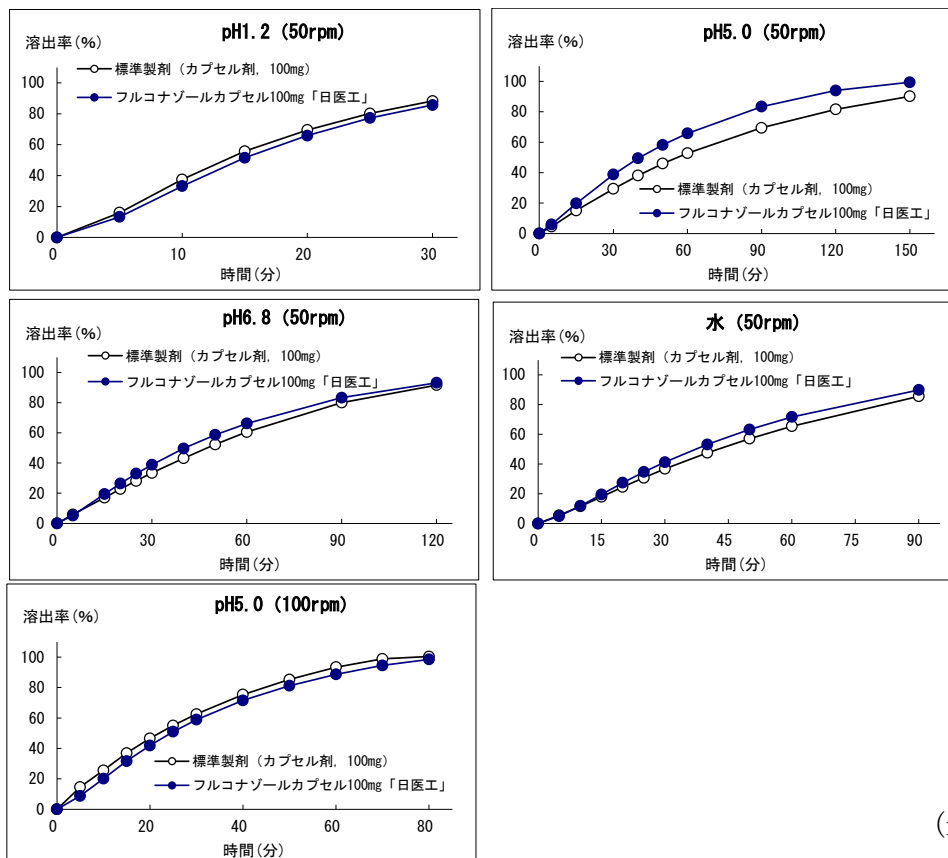 pH1.2 (50rpm)
溶出率(%)
標準製剤 (カプセル剤, 100mg)
フルコナゾールカプセル100mg「日医工」
100
80
60
40
20
0
0 10 20 30
時間(分)
pH5.0 (50rpm)
溶出率(%)
100
80
60
40
20
0
標準製剤 (カプセル剤, 100mg)
フルコナゾールカプセル100mg「日医工」
0 30 60 90 120 150
時間(分)
pH6.8 (50rpm)
溶出率(%)
標準製剤 (カプセル剤, 100mg)
フルコナゾールカプセル100mg「日医工」
100
80
60
40
20
0
0 30 60 90 120
時間(分)
水 (50rpm)
溶出率(%)
標準製剤 (カプセル剤, 100mg)
フルコナゾールカプセル100mg「日医工」
100
80
60
40
20
0
0 15 30 45 60 75 90
時間(分)
pH5.0 (100rpm)
溶出率(%)
100
80
60
40
20
0
標準製剤 (カプセル剤, 100mg)
フルコナゾールカプセル100mg「日医工」
0 20 40 60 80
時間(分)